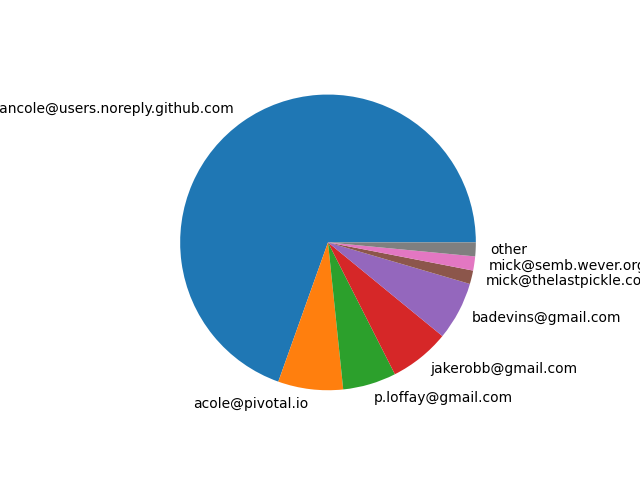 ancole@users.noreply.github.com
other
mick@semb.wever.org
mick@thelastpickle.co
badevins@gmail.com
jakerobb@gmail.com
p.loffay@gmail.com
acole@pivotal.io